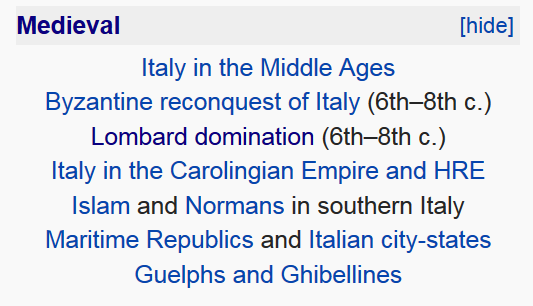 Medieval [hide]
Italy in the Middle Ages
Byzantine reconquest of Italy (6th–8th c.)
Lombard domination (6th–8th c.)
Italy in the Carolingian Empire and HRE
Islam and Normans in southern Italy
Maritime Republics and Italian city-states
Guelphs and Ghibellines